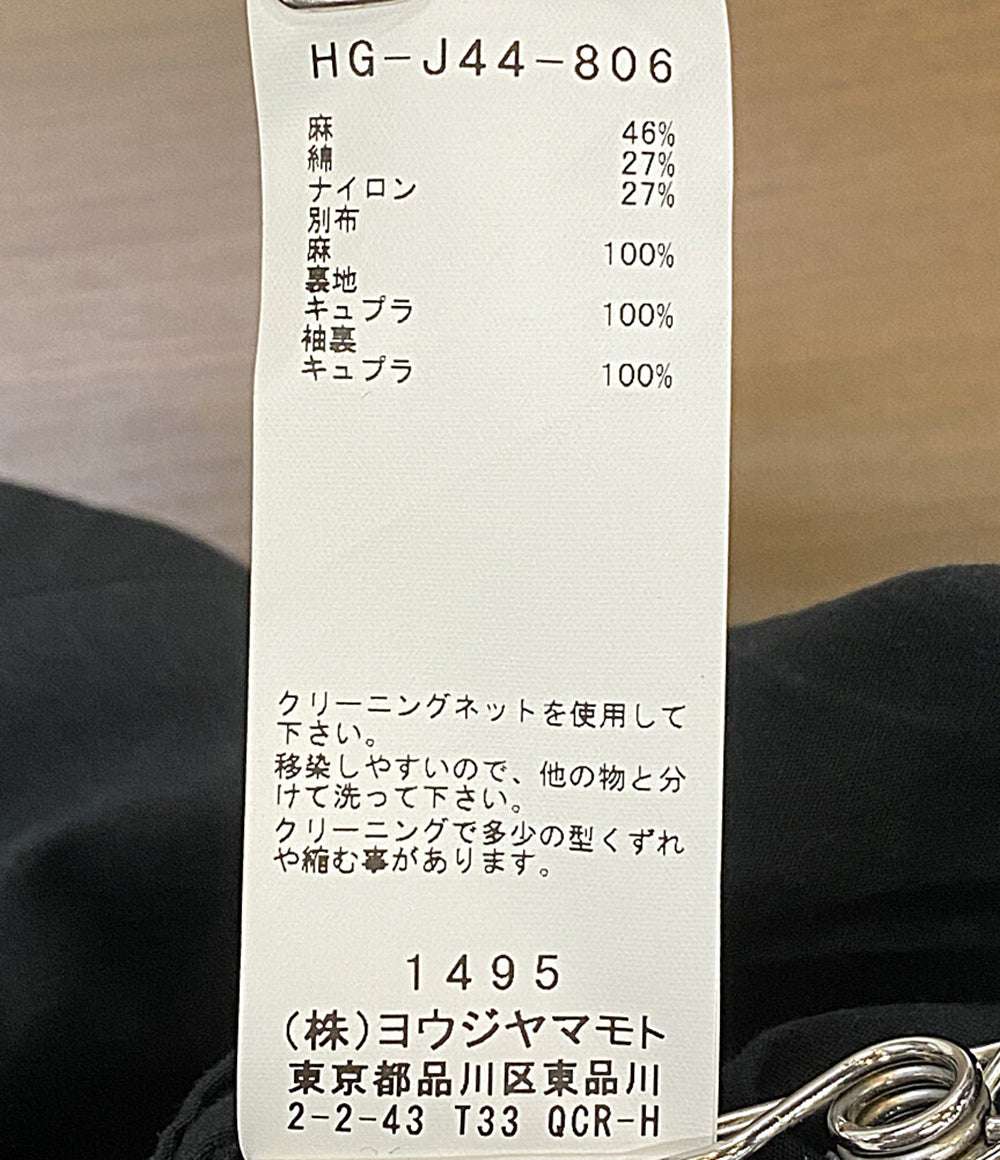 HG-J44-806
麻 46%
綿 27%
ナイロン 27%
別布
麻 100%
裏地
キュプラ 100%
袖裏
キュプラ 100%
クリーニングネットを使用して
下さい。
移染しやすいので、他の物と分
けて洗って下さい。
クリーニングで多少の型くずれ
や縮む事があります。
1495
(株)ヨウジヤマモト
東京都品川区東品川
2-2-43 T33 QCR-H